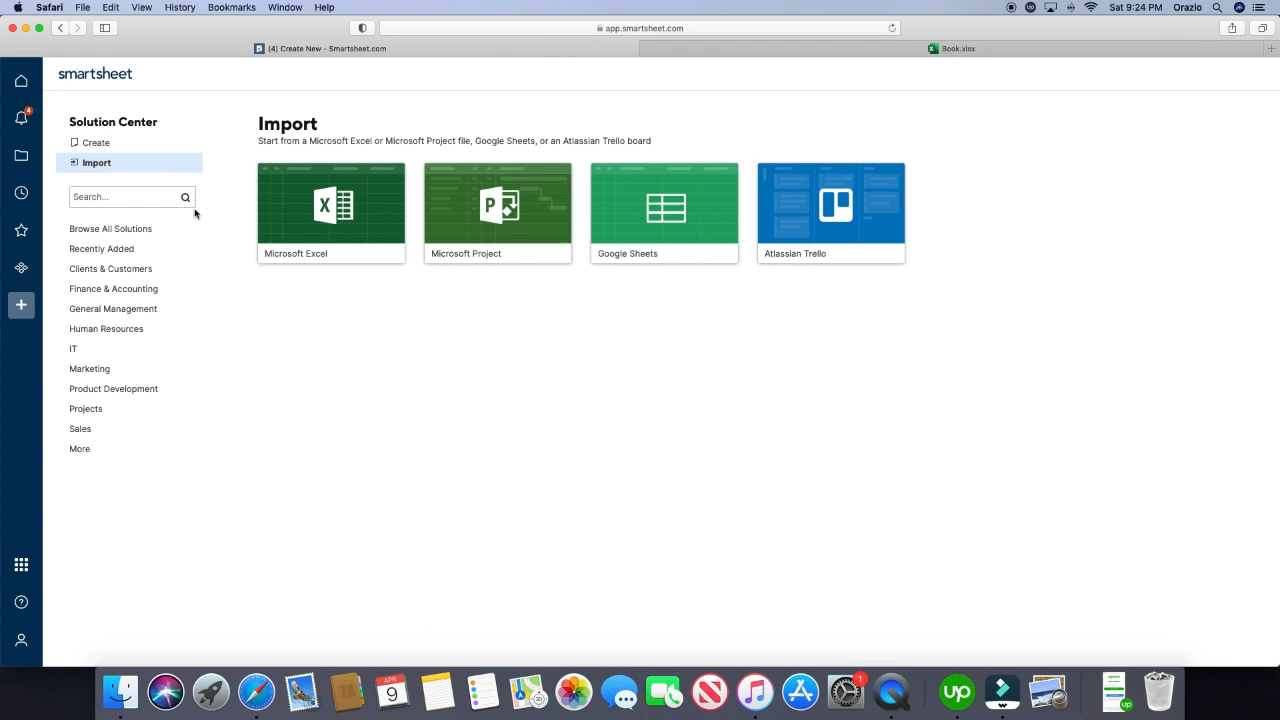 Safari File Edit View History Bookmarks Window Help
Sat 9:24 PM Orazio
app.smartsheet.com
(4) Create New - Smartsheet.com
Book.xlsx
smartsheet
4
Solution Center
Create
Import
Search...
Browse All Solutions
Recently Added
Clients & Customers
Finance & Accounting
General Management
Human Resources
IT
Marketing
Product Development
Projects
Sales
More
Import
Start from a Microsoft Excel or Microsoft Project file, Google Sheets, or an Atlassian Trello board
Microsoft Excel
Microsoft Project
Google Sheets
Atlassian Trello
APR
9
3D
1
up
up